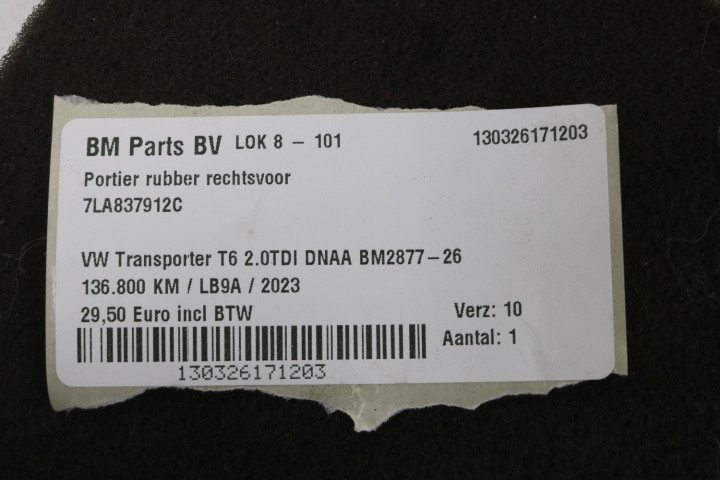 BM Parts BV LOK 8 - 101 130326171203
Portier rubber rechtsvoor
7LA837912C
VW Transporter T6 2.0TDI DNAA BM2877-26
136.800 KM / LB9A / 2023
29,50 Euro incl BTW Verz: 10
Aantal: 1
130326171203